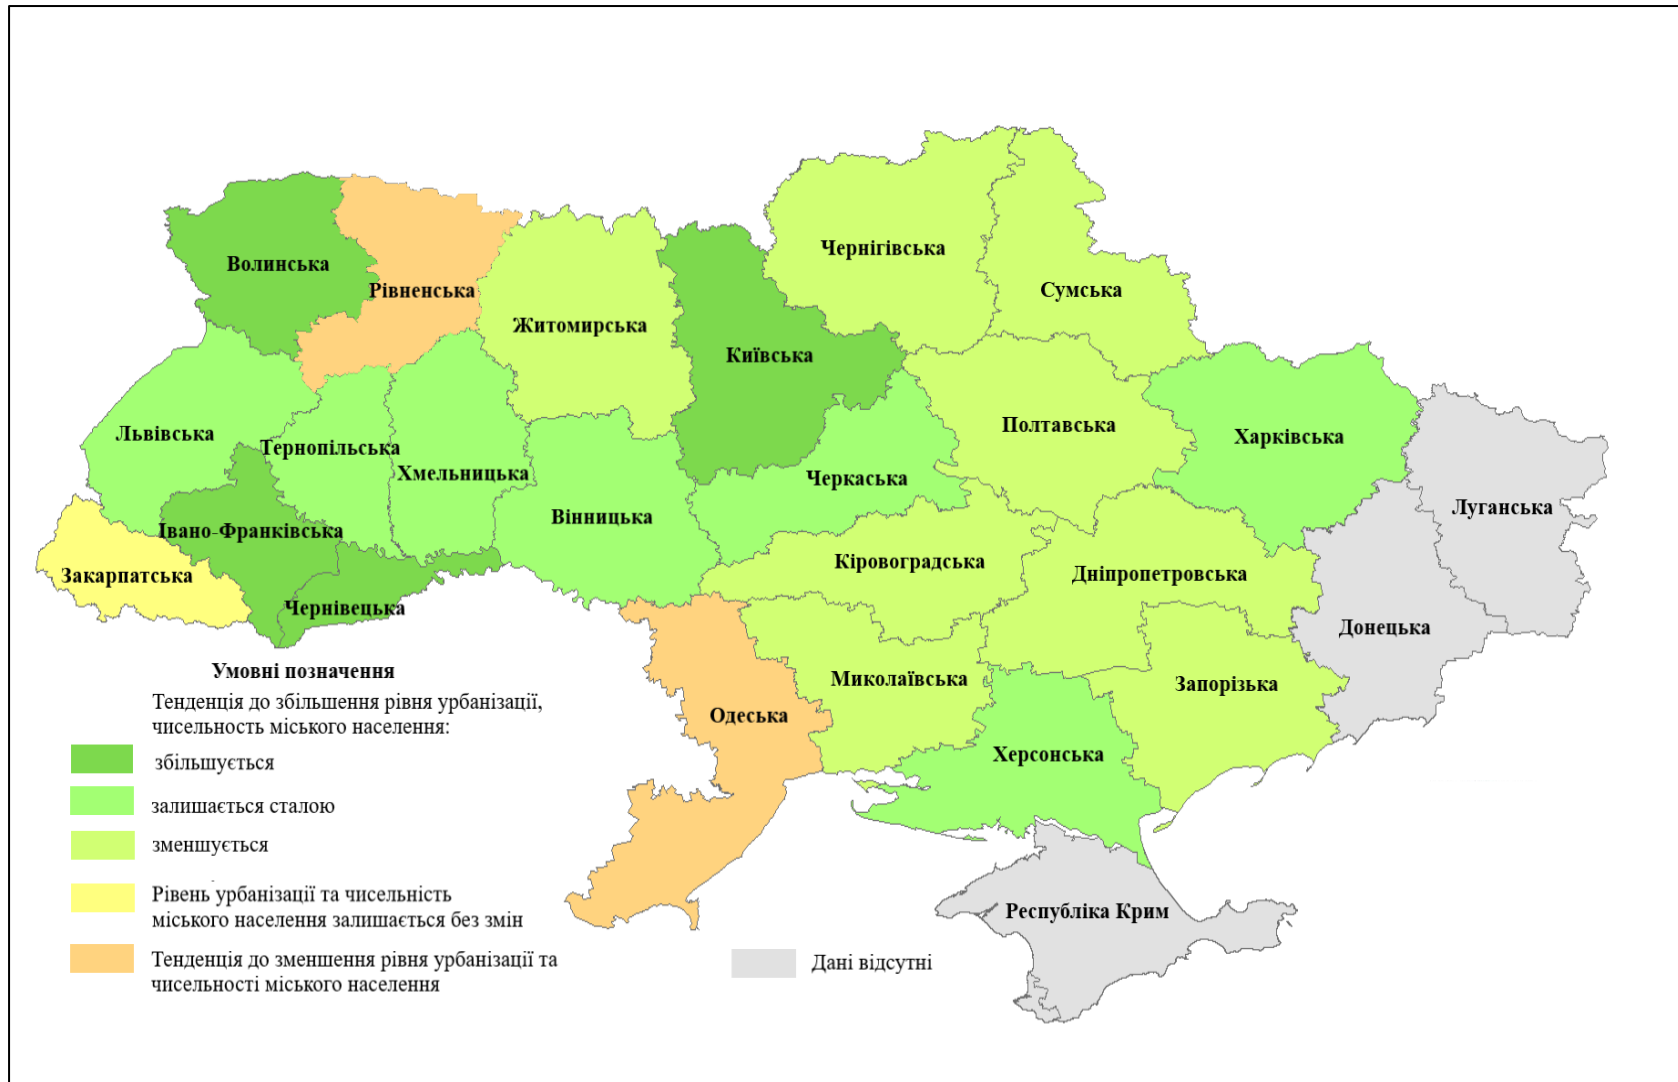 Чернігівська
Волинська
Рівненська
Сумська
Житомирська
Київська
Львівська
Тернопільська
Хмельницька
Полтавська
Харківська
Черкаська
Вінницька
Луганська
Івано-Франківська
Закарпатська
Чернівецька
Кіровоградська
Дніпропетровська
Донецька
Миколаївська
Запорізька
Одеська
Херсонська
Республіка Крим
Умовні позначення
Тенденція до збільшення рівня урбанізації,
чисельность міського населення:
збільшується
залишається сталою
зменшується
Рівень урбанізації та чисельність
міського населення залишається без змін
Тенденція до зменшення рівня урбанізації та
чисельності міського населення
Дані відсутні